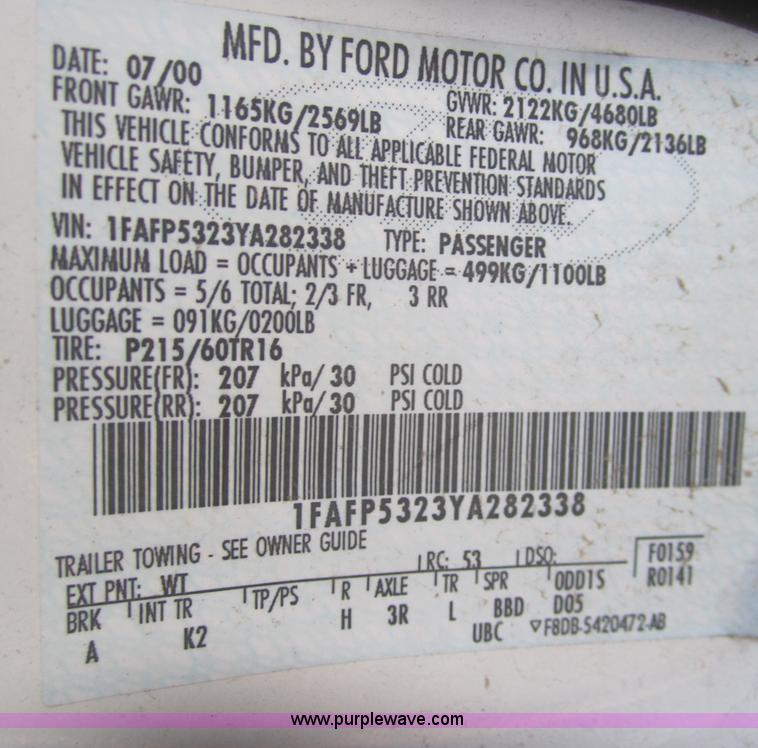 MFD. BY FORD MOTOR CO. IN U.S.A.
DATE: 07/00 GVWR: 2122KG/4680LB
FRONT GAWR: 1165KG/2569LB REAR GAWR: 968KG/2136LB
THIS VEHICLE CONFORMS TO ALL APPLICABLE FEDERAL MOTOR
VEHICLE SAFETY, BUMPER, AND THEFT PREVENTION STANDARDS
IN EFFECT ON THE DATE OF MANUFACTURE SHOWN ABOVE.
VIN: 1FAFP5323YA282338 TYPE: PASSENGER
MAXIMUM LOAD = OCCUPANTS + LUGGAGE = 499KG/1100LB
OCCUPANTS = 5/6 TOTAL; 2/3 FR, 3 RR
LUGGAGE = 091KG/0200LB
TIRE: P215/60TR16
PRESSURE(FR): 207 kPa/ 30 PSI COLD
PRESSURE(RR): 207 kPa/ 30 PSI COLD
1FAFP5323YA282338
TRAILER TOWING - SEE OWNER GUIDE
EXT PNT: WT RC: 53 DSO: F0159
BRK INT TR TP/PS R AXLE TR SPR ODD1S R0141
A K2 H 3R L BBD D05
UBC ▽F8DB-5420472-AB
www.purplewave.com